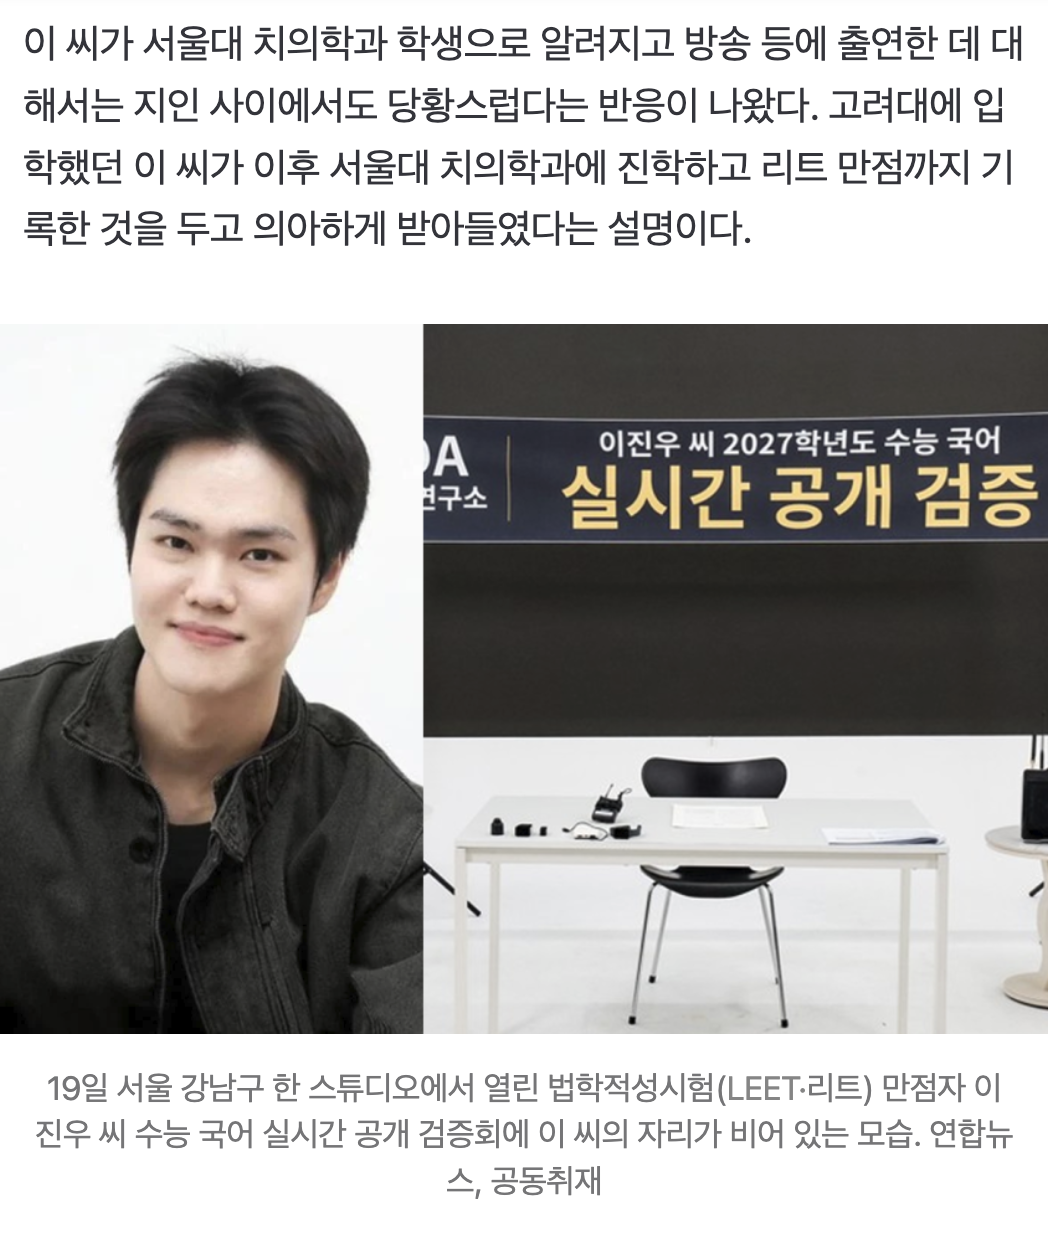 이 씨가 서울대 치의학과 학생으로 알려지고 방송 등에 출연한 데 대
해서는 지인 사이에서도 당황스럽다는 반응이 나왔다. 고려대에 입
학했던 이 씨가 이후 서울대 치의학과에 진학하고 리트 만점까지 기
록한 것을 두고 의아하게 받아들였다는 설명이다.
DA
연구소
이진우 씨 2027학년도 수능 국어
실시간 공개 검증
19일 서울 강남구 한 스튜디오에서 열린 법학적성시험(LEET·리트) 만점자 이
진우 씨 수능 국어 실시간 공개 검증회에 이 씨의 자리가 비어 있는 모습. 연합뉴
스, 공동취재